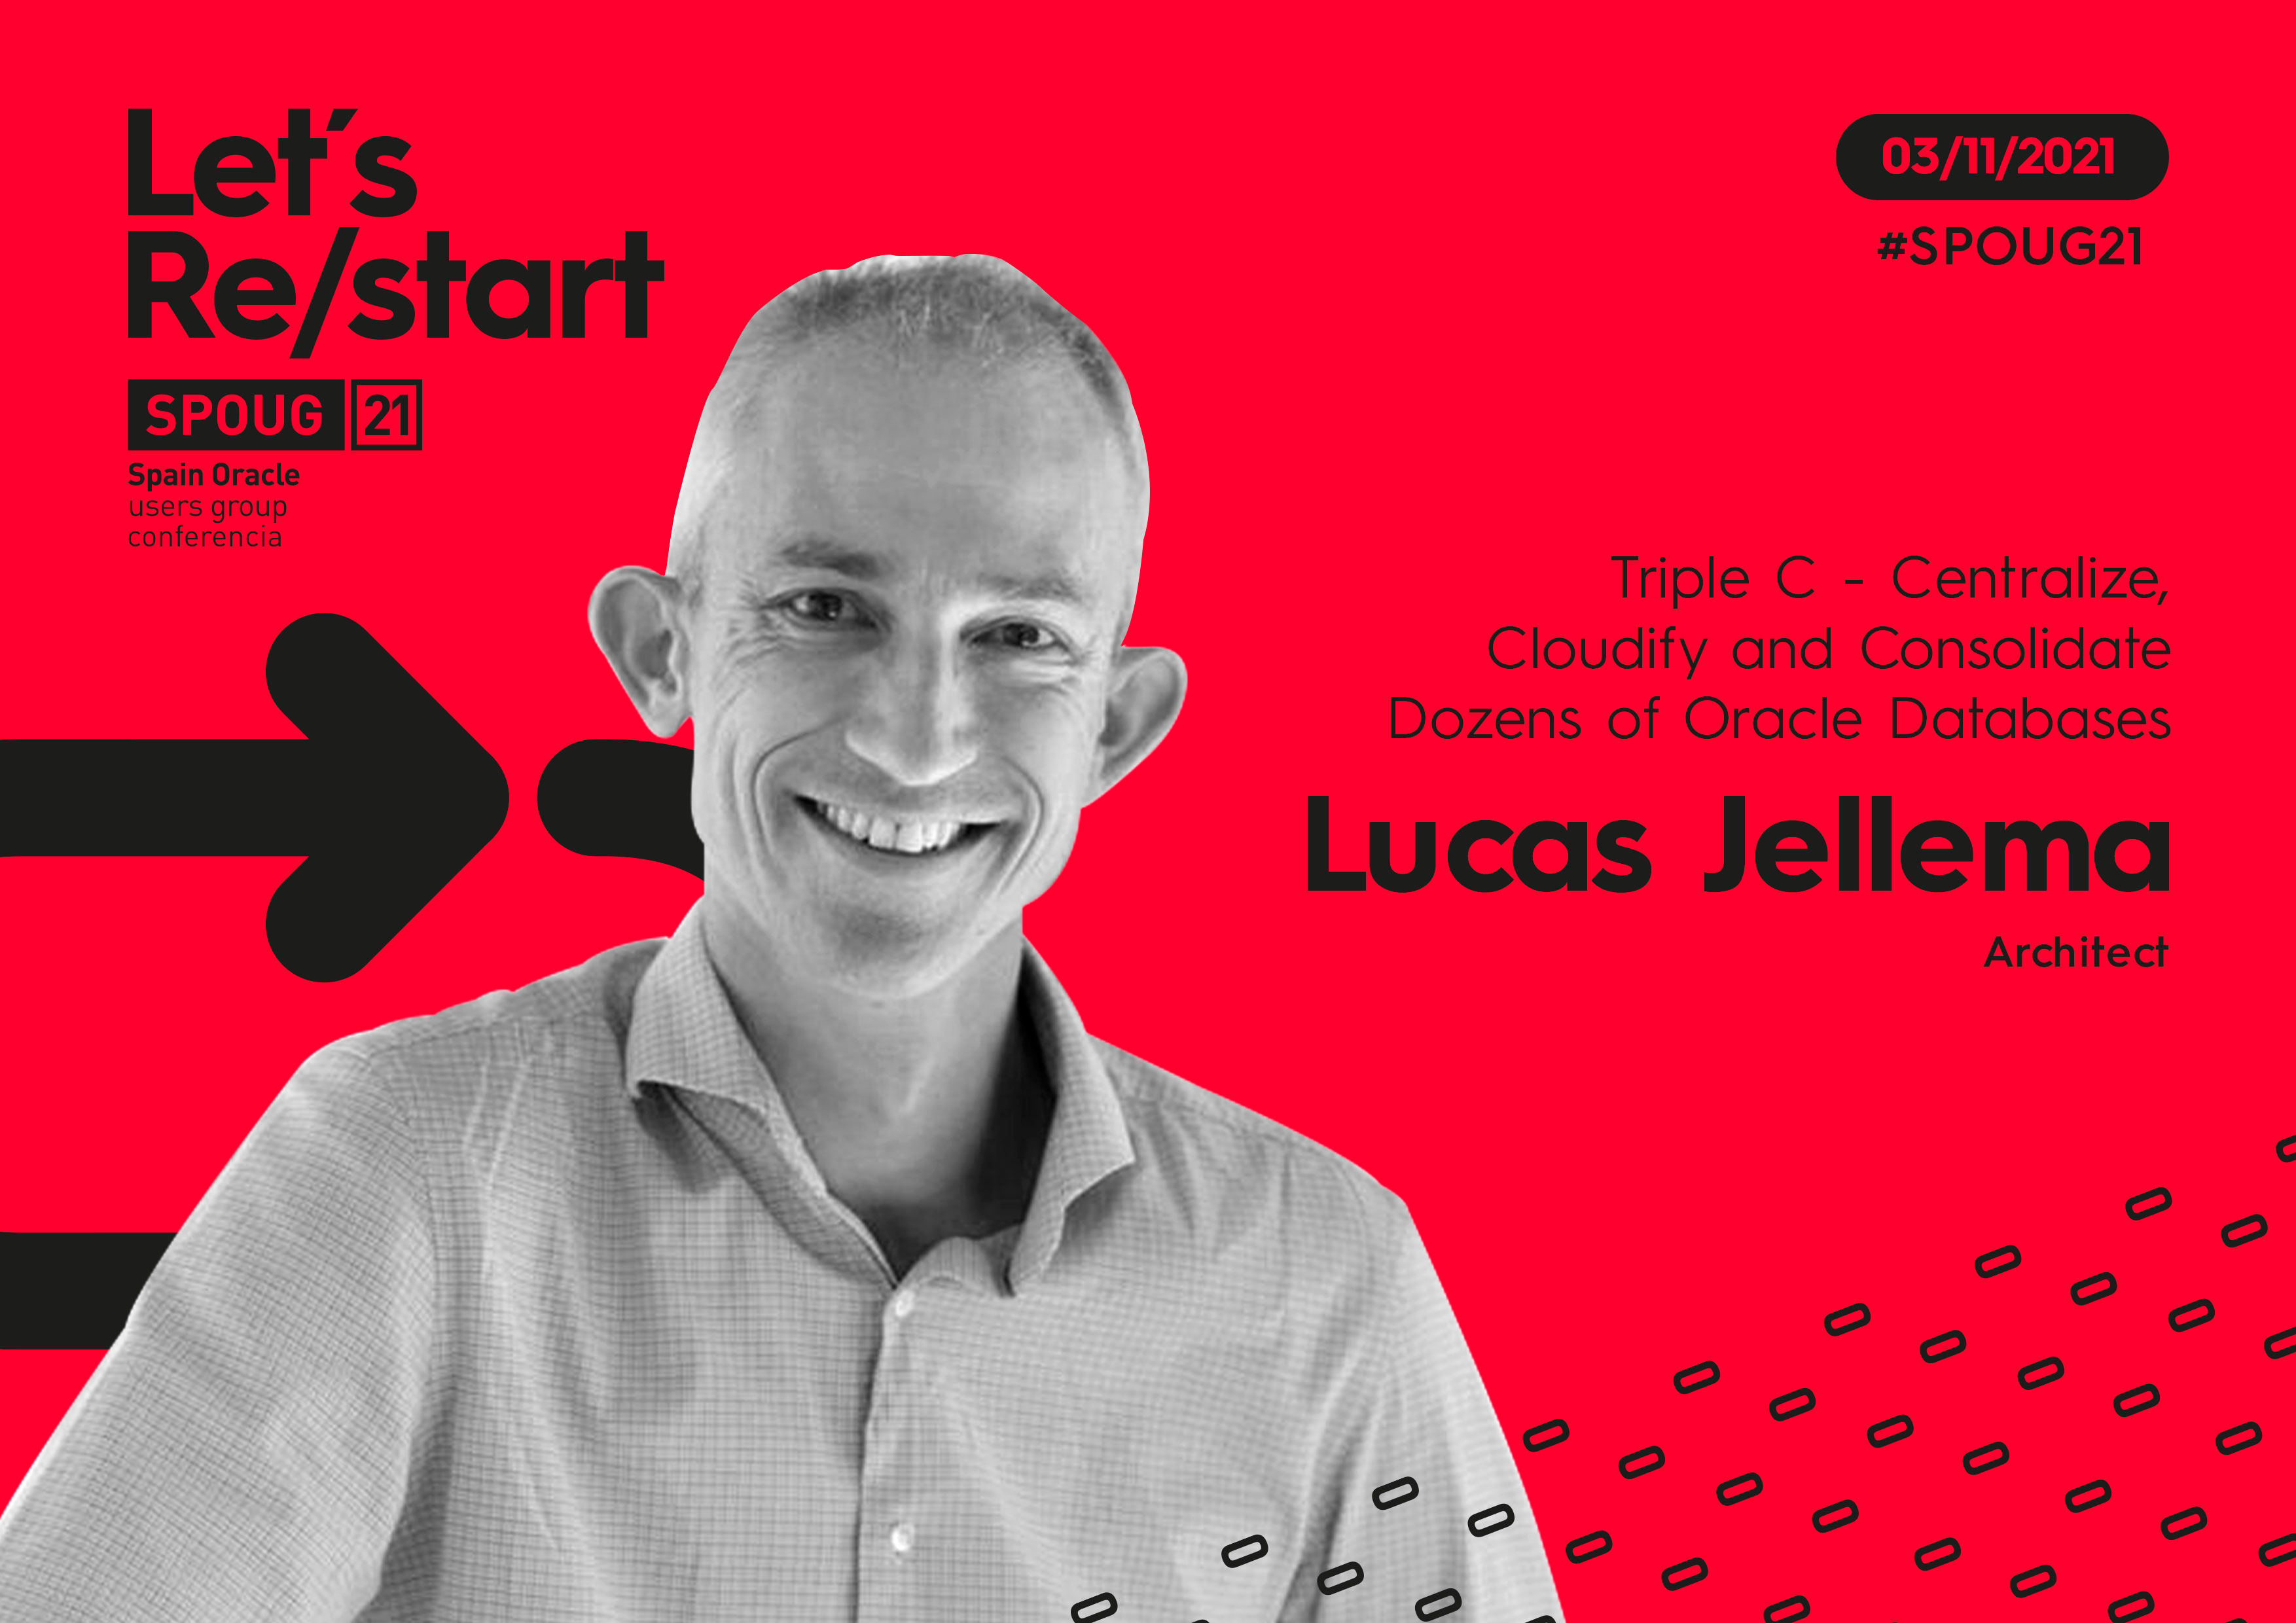 Let´s
Re/start
SPOUG 21
Spain Oracle
users group
conferencia
03/11/2021
#SPOUG21
Triple C - Centralize,
Cloudify and Consolidate
Dozens of Oracle Databases
Lucas Jellema
Architect